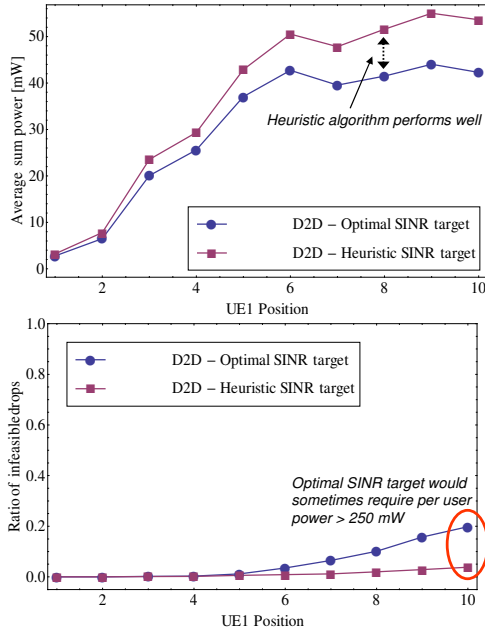 50
40
30
20
10
0
Average sum power [mW]
Heuristic algorithm performs well
D2D – Optimal SINR target
D2D – Heuristic SINR target
2 4 6 8 10
UE1 Position
1.0
0.8
0.6
0.4
0.2
0.0
Ratio of infeasibledrops
D2D – Optimal SINR target
D2D – Heuristic SINR target
Optimal SINR target would
sometimes require per user
power > 250 mW
2 4 6 8 10
UE1 Position